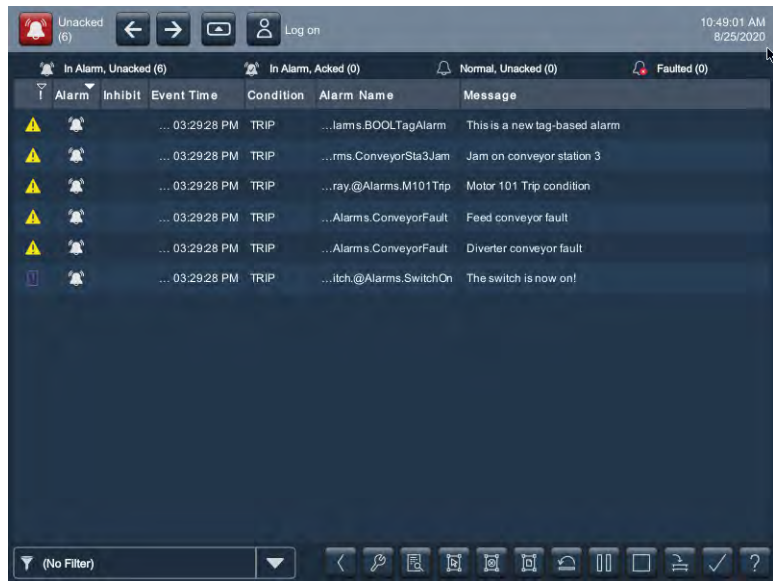 Unacked
(6)
Log on
10:49:01 AM
8/25/2020
In Alarm, Unacked (6) In Alarm, Acked (0) Normal, Unacked (0) Faulted (0)
! Alarm Inhibit Event Time Condition Alarm Name Message
... 03:29:28 PM TRIP ...larms.BOOLTagAlarm This is a new tag-based alarm
... 03:29:28 PM TRIP ...rms.ConveyorSta3Jam Jam on conveyor station 3
... 03:29:28 PM TRIP ...ray.@Alarms.M101Trip Motor 101 Trip condition
... 03:29:28 PM TRIP ...Alarms.ConveyorFault Feed conveyor fault
... 03:29:28 PM TRIP ...Alarms.ConveyorFault Diverter conveyor fault
... 03:29:28 PM TRIP ...itch.@Alarms.SwitchOn The switch is now on!
(No Filter) ?